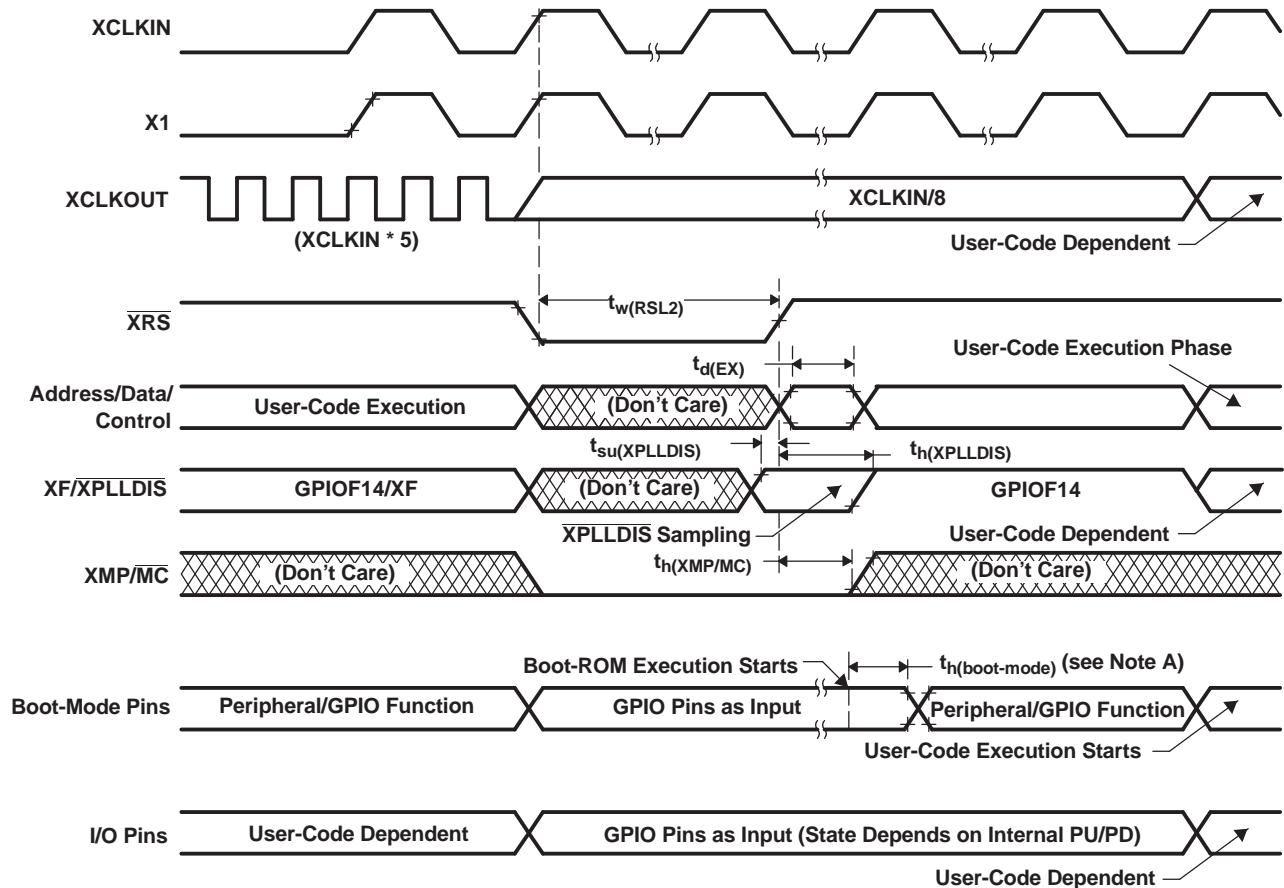 XCLKIN
X1
XCLKOUT
XCLKIN/8
(XCLKIN * 5)
User-Code Dependent
XRS
tw(RSL2)
User-Code Execution Phase
td(EX)
Address/Data/
Control
User-Code Execution
(Don't Care)
tsu(XPLLDIS)
th(XPLLDIS)
XF/XPLLDIS
GPIOF14/XF
(Don't Care)
GPIOF14
XPLLDIS Sampling
User-Code Dependent
th(XMP/MC)
XMP/MC
(Don't Care)
(Don't Care)
Boot-ROM Execution Starts
th(boot-mode) (see Note A)
Boot-Mode Pins
Peripheral/GPIO Function
GPIO Pins as Input
Peripheral/GPIO Function
User-Code Execution Starts
I/O Pins
User-Code Dependent
GPIO Pins as Input (State Depends on Internal PU/PD)
User-Code Dependent